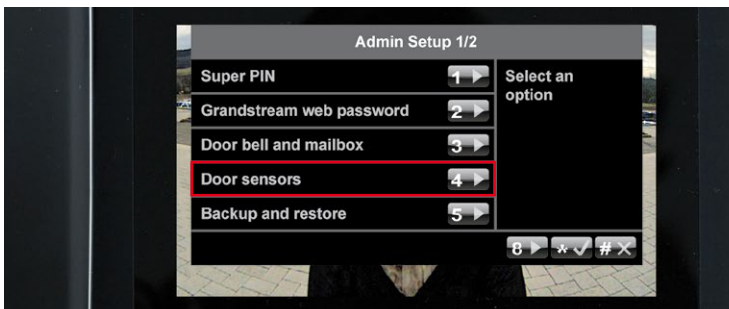 Admin Setup 1/2
Super PIN 1
Select an
option
Grandstream web password 2
Door bell and mailbox 3
Door sensors 4
Backup and restore 5
8 * ✓ # ×